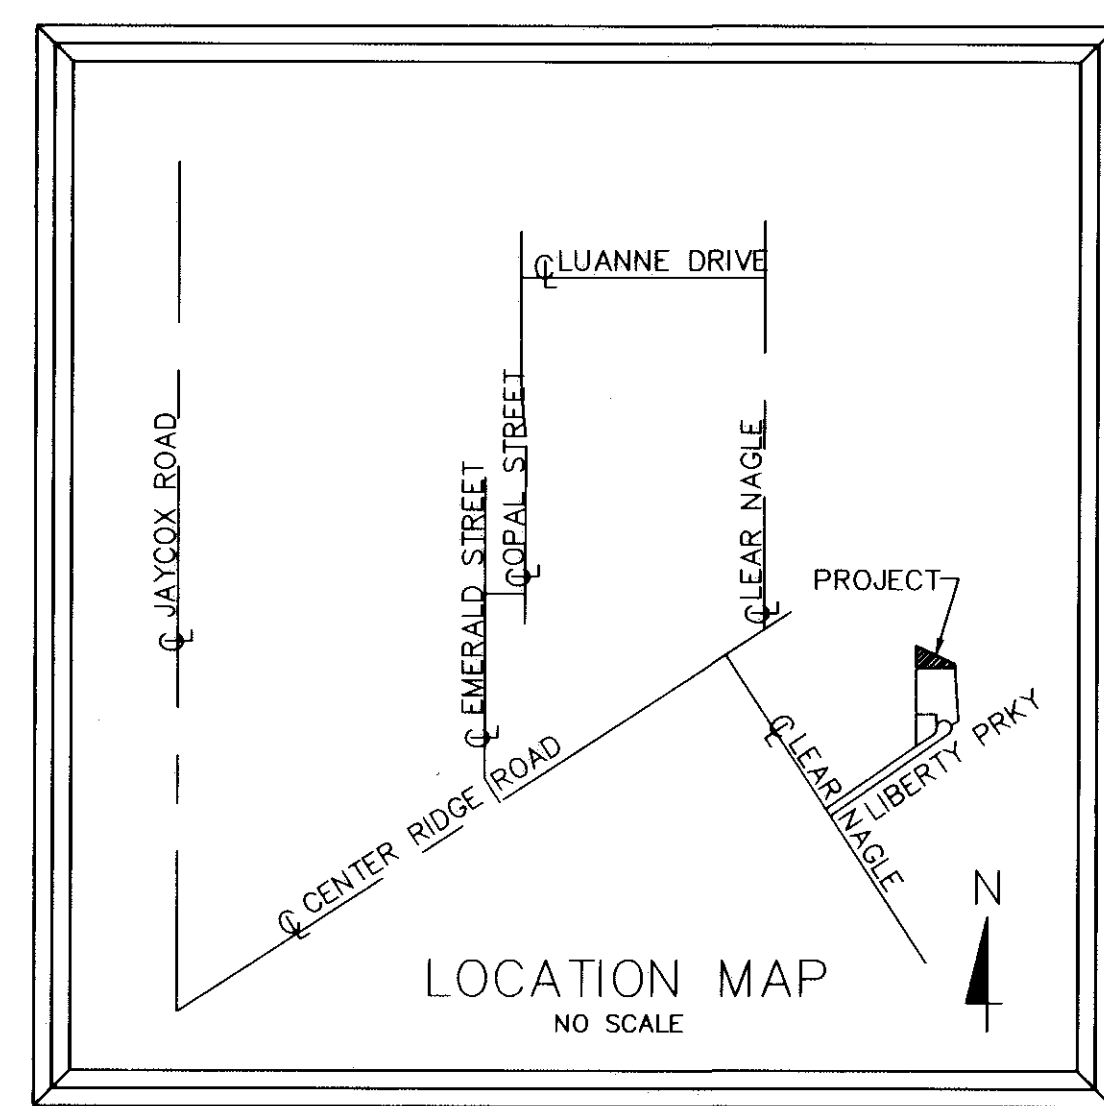 ℄ LUANNE DRIVE
℄ JAYCOX ROAD
℄ EMERALD STREET
℄ OPAL STREET
℄ LEAR NAGLE
PROJECT
℄ CENTER RIDGE ROAD
℄ LEAR NAGLE
LIBERTY PRKY
N
LOCATION MAP
NO SCALE